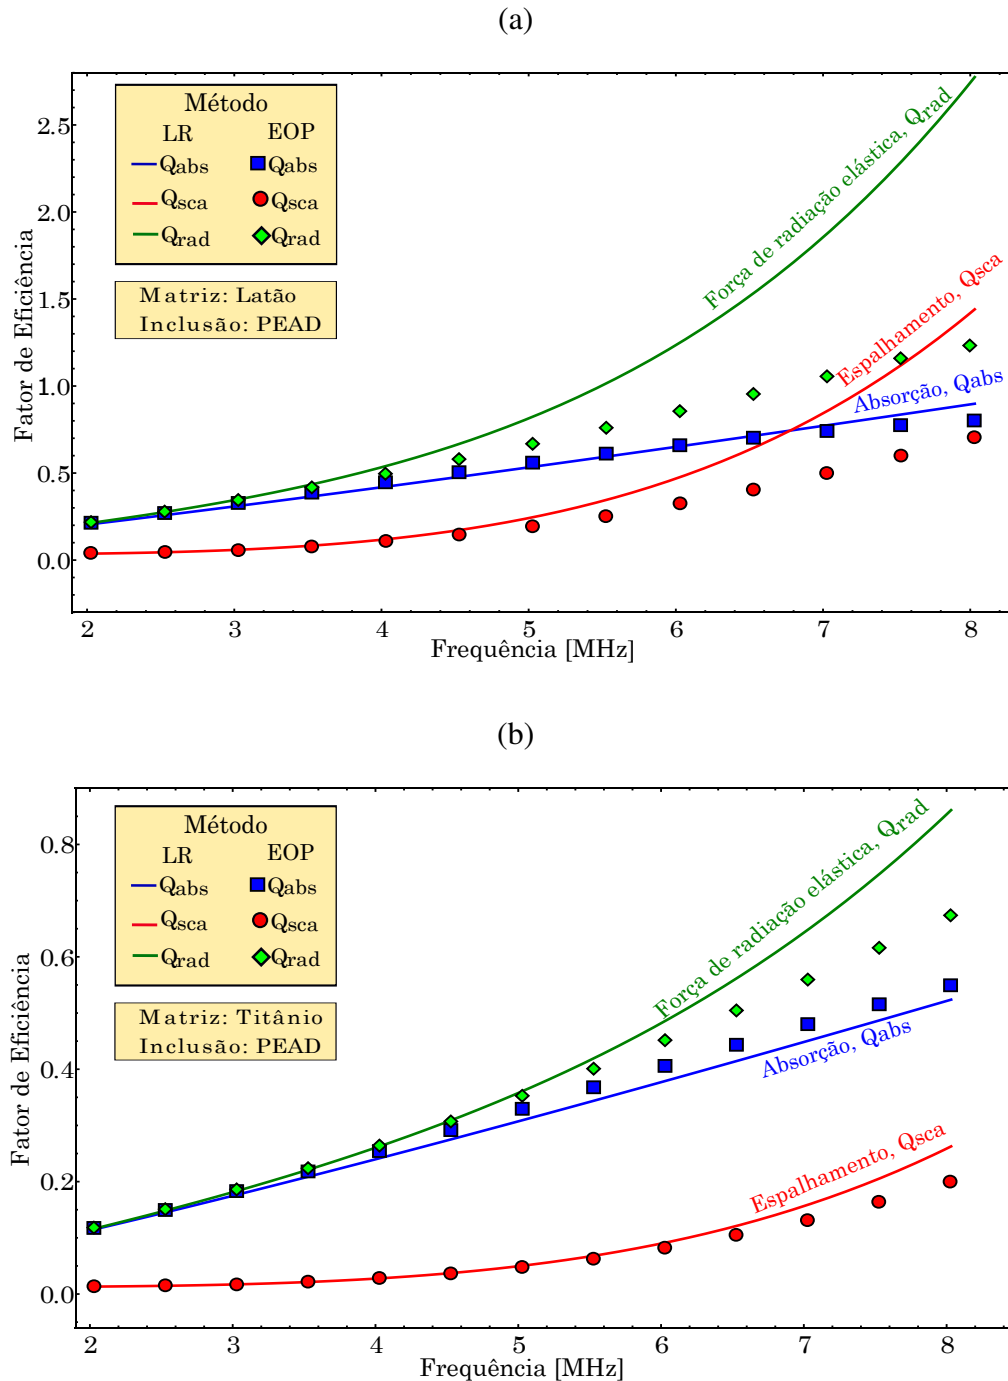 (a)
Método
LR EOP
Qabs Qabs
Qsca Qsca
Qrad Qrad
Matriz: Latão
Inclusão: PEAD
Força de radiação elástica, Qrad
Espalhamento, Qsca
Absorção, Qabs
Fator de Eficiência
2.5
2.0
1.5
1.0
0.5
0.0
2 3 4 5 6 7 8
Frequência [MHz]
(b)
Método
LR EOP
Qabs Qabs
Qsca Qsca
Qrad Qrad
Matriz: Titânio
Inclusão: PEAD
Força de radiação elástica, Qrad
Absorção, Qabs
Espalhamento, Qsca
Fator de Eficiência
0.8
0.6
0.4
0.2
0.0
2 3 4 5 6 7 8
Frequência [MHz]